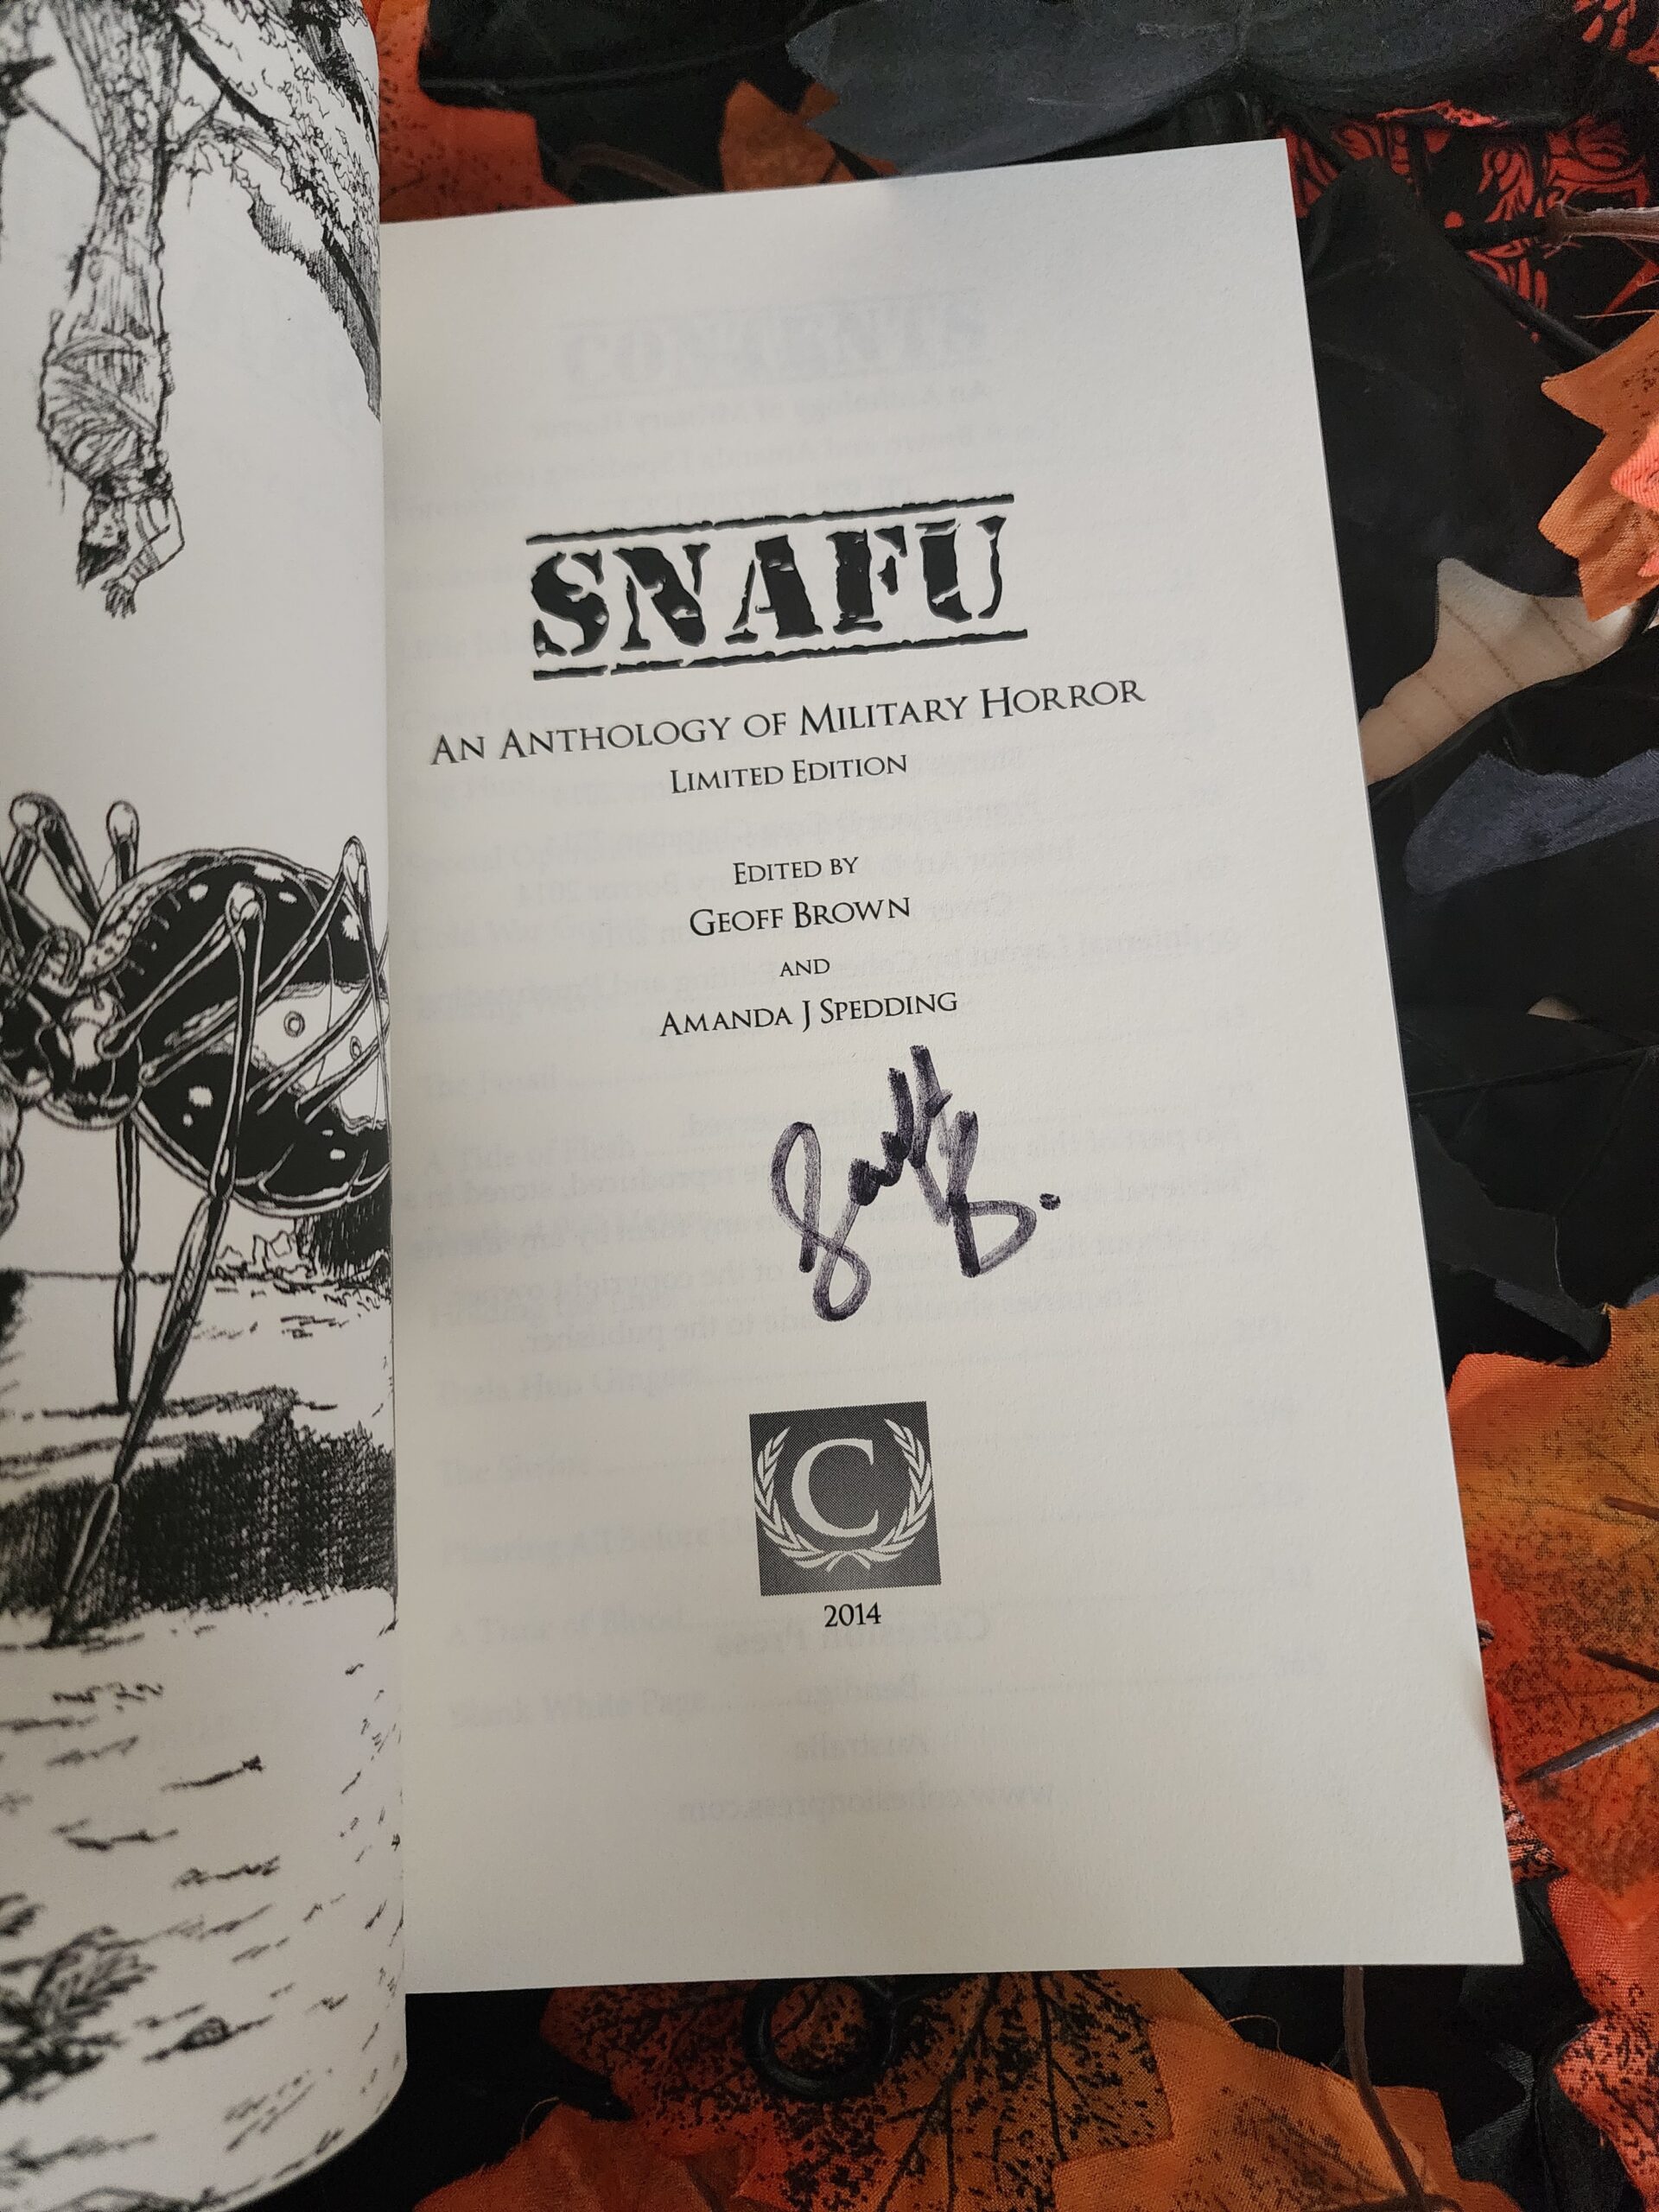 SNAFU
AN ANTHOLOGY OF MILITARY HORROR
LIMITED EDITION
EDITED BY
GEOFF BROWN
AND
AMANDA J SPEDDING
C
2014